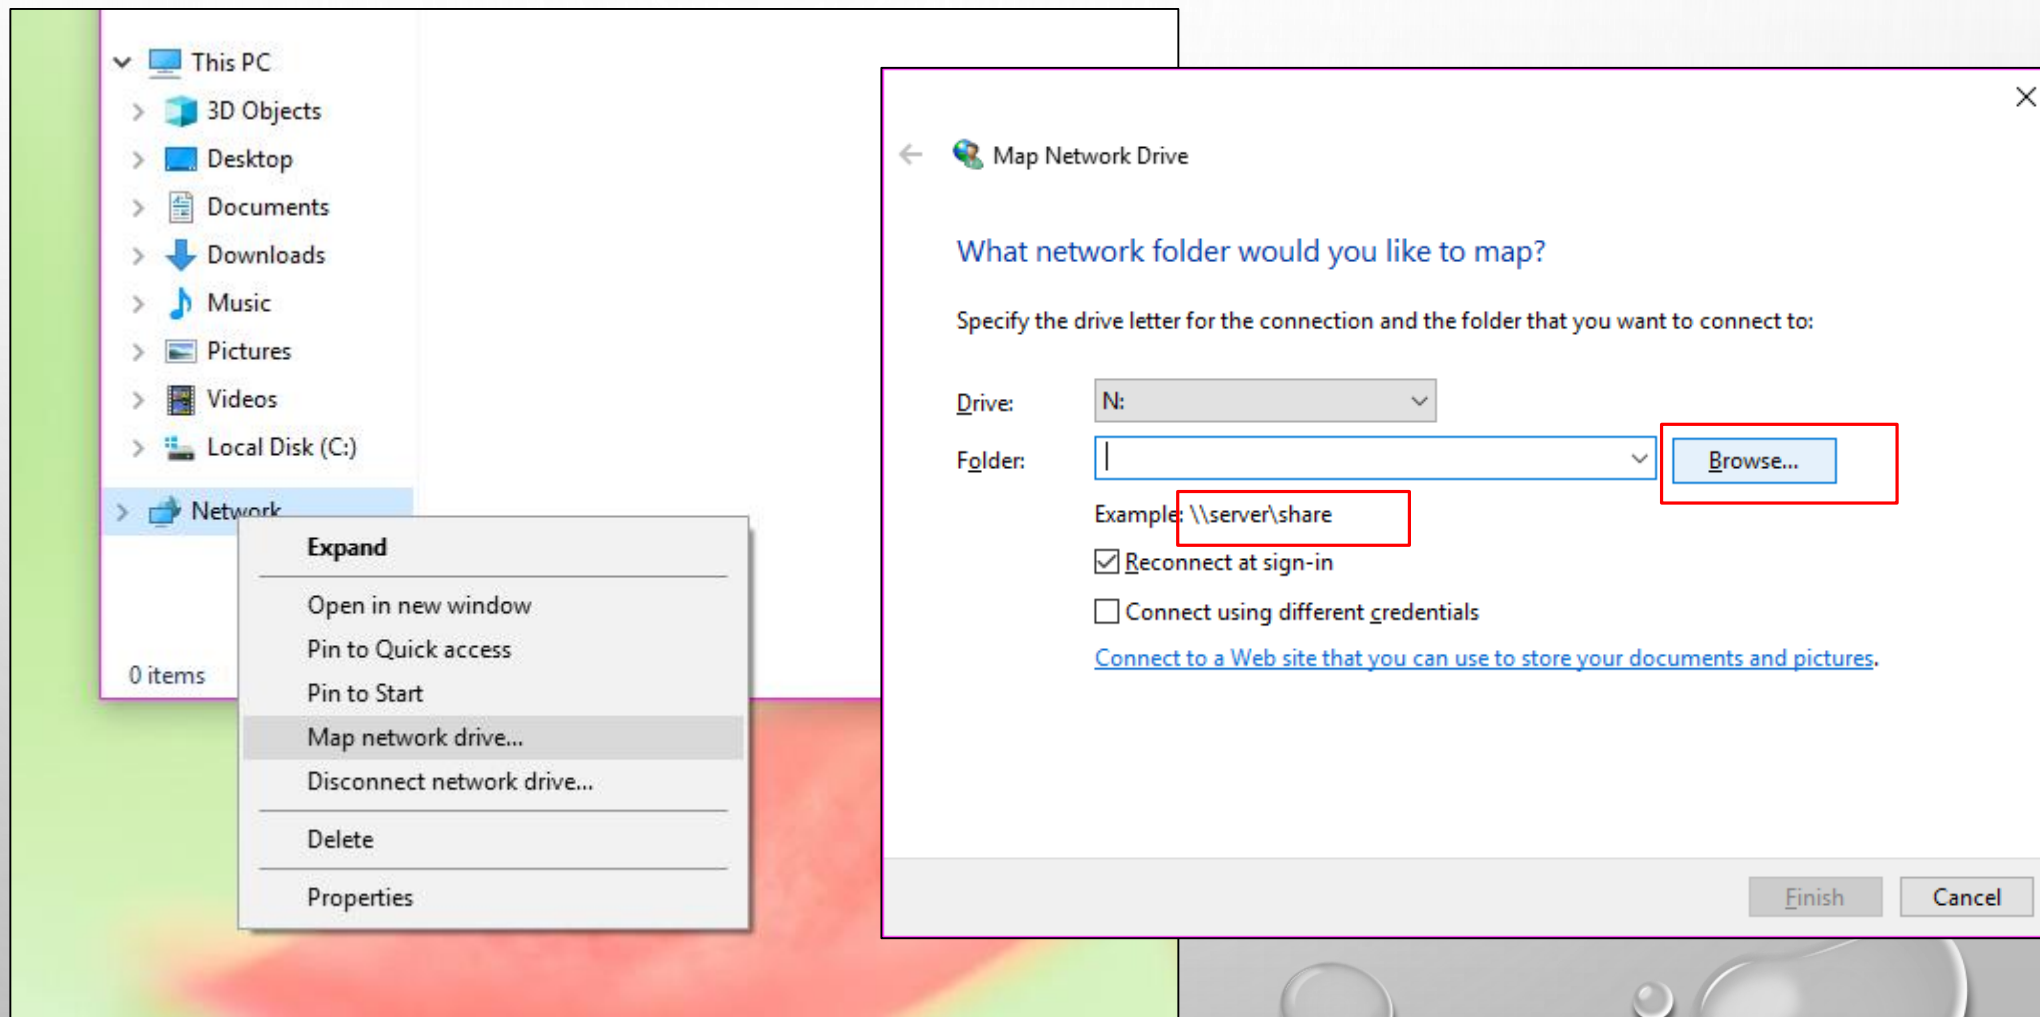 This PC
3D Objects
Desktop
Documents
Downloads
Music
Pictures
Videos
Local Disk (C:)
Network
Expand
Open in new window
Pin to Quick access
Pin to Start
Map network drive...
Disconnect network drive...
Delete
Properties
0 items
Map Network Drive
What network folder would you like to map?
Specify the drive letter for the connection and the folder that you want to connect to:
Drive: N:
Folder: Browse...
Example: \\server\share
Reconnect at sign-in
Connect using different credentials
Connect to a Web site that you can use to store your documents and pictures.
Finish Cancel